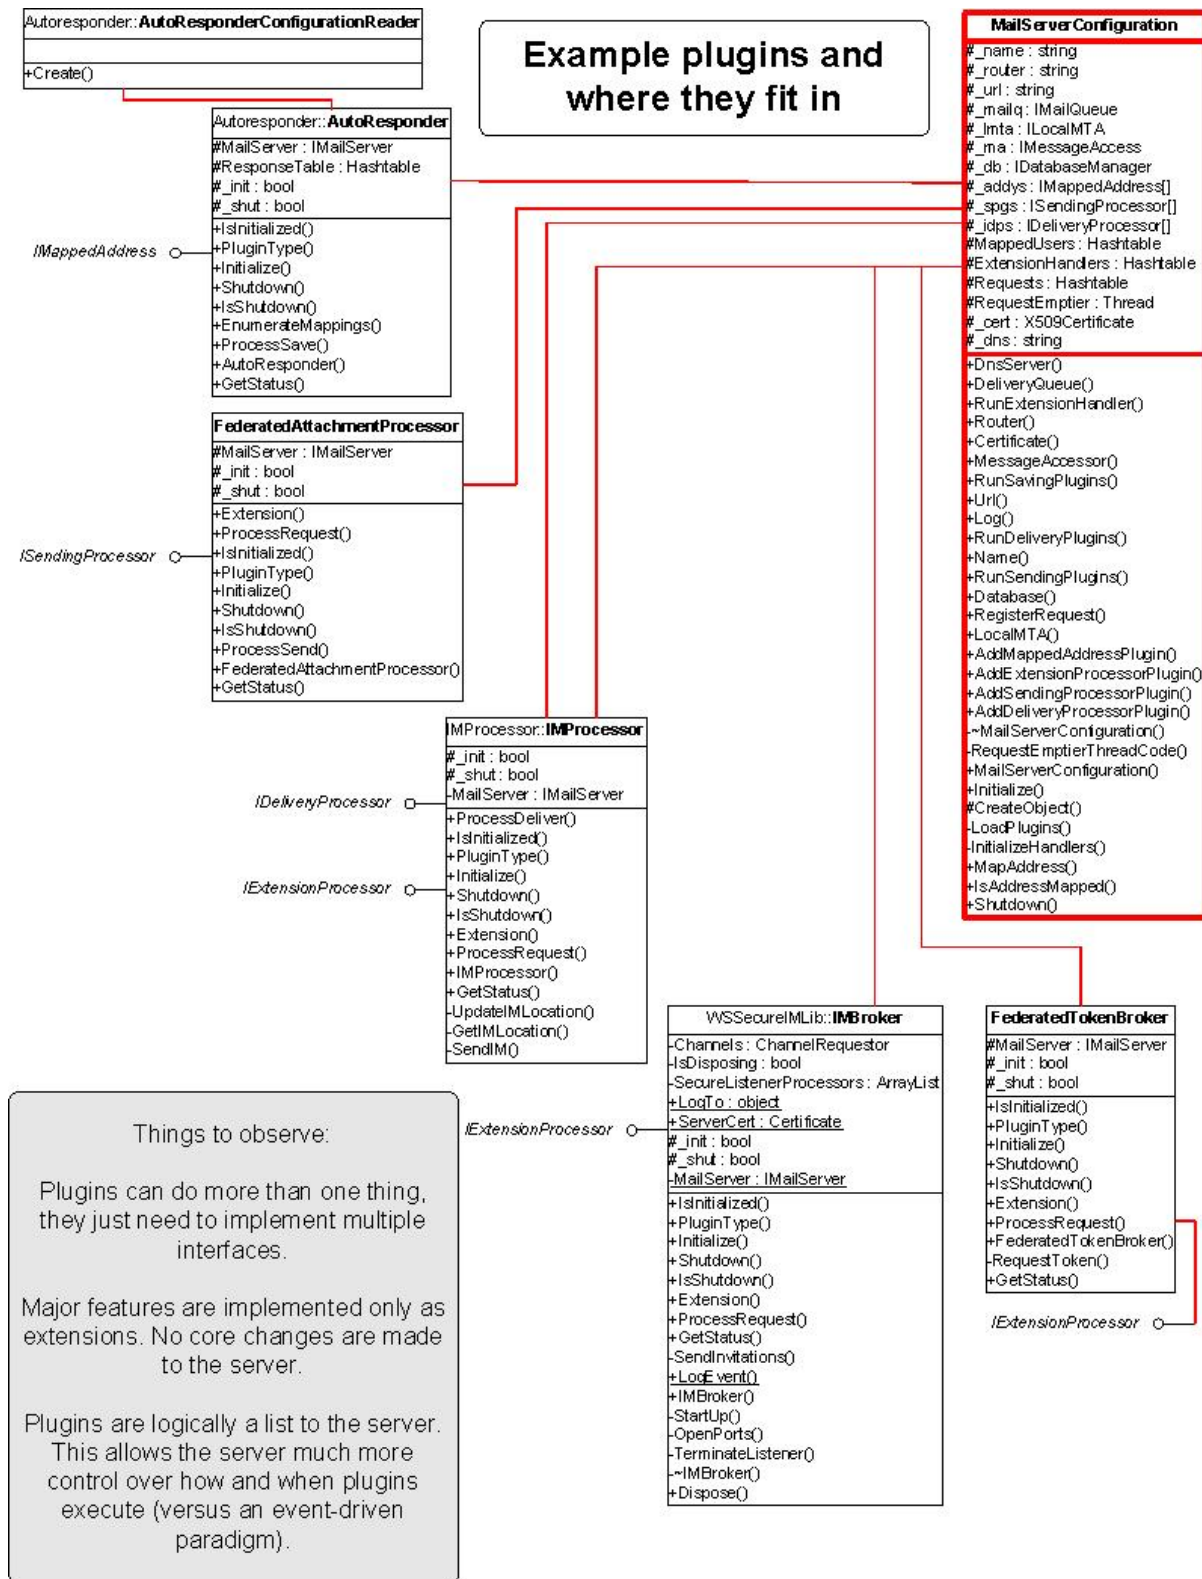 Autoresponder::AutoResponderConfigurationReader
+Create()
Example plugins and
where they fit in
Autoresponder::AutoResponder
#MailServer : IMailServer
#ResponseTable : Hashtable
#_init : bool
#_shut : bool
+IsInitialized()
+PluginType()
+Initialize()
+Shutdown()
+IsShutdown()
+EnumerateMappings()
+ProcessSave()
+AutoResponder()
+GetStatus()
IMappedAddress
FederatedAttachmentProcessor
#MailServer : IMailServer
#_init : bool
#_shut : bool
+Extension()
+ProcessRequest()
+IsInitialized()
+PluginType()
+Initialize()
+Shutdown()
+IsShutdown()
+ProcessSend()
+FederatedAttachmentProcessor()
+GetStatus()
ISendingProcessor
MailServerConfiguration
#_name : string
#_router : string
#_url : string
#_mailq : IMailQueue
#_lmta : ILocalMTA
#_ma : IMessageAccess
#_db : IDatabaseManager
#_addys : IMappedAddress[]
#_spgs : ISendingProcessor[]
#_idps : IDeliveryProcessor[]
#MappedUsers : Hashtable
#ExtensionHandlers : Hashtable
#Requests : Hashtable
#RequestEmptier : Thread
#_cert : X509Certificate
#_dns : string
+DnsServer()
+DeliveryQueue()
+RunExtensionHandler()
+Router()
+Certificate()
+MessageAccessor()
+RunSavingPlugins()
+Url()
+Log()
+RunDeliveryPlugins()
+Name()
+RunSendingPlugins()
+Database()
+RegisterRequest()
+LocalMTA()
+AddMappedAddressPlugin()
+AddExtensionProcessorPlugin()
+AddSendingProcessorPlugin()
+AddDeliveryProcessorPlugin()
-~MailServerConfiguration()
-RequestEmptierThreadCode()
+MailServerConfiguration()
+Initialize()
#CreateObject()
-LoadPlugins()
-InitializeHandlers()
+MapAddress()
+IsAddressMapped()
+Shutdown()
IMProcessor::IMProcessor
#_init : bool
#_shut : bool
-MailServer : IMailServer
+ProcessDeliver()
+IsInitialized()
+PluginType()
+Initialize()
+Shutdown()
+IsShutdown()
+Extension()
+ProcessRequest()
+IMProcessor()
+GetStatus()
-UpdateIMLocation()
-GetIMLocation()
-SendIM()
IDeliveryProcessor
IExtensionProcessor
WSSecureIMLib::IMBroker
-Channels : ChannelRequestor
-IsDisposing : bool
-SecureListenerProcessors : ArrayList
+LogTo : object
+ServerCert : Certificate
#_init : bool
#_shut : bool
-MailServer : IMailServer
+IsInitialized()
+PluginType()
+Initialize()
+Shutdown()
+IsShutdown()
+Extension()
+ProcessRequest()
+GetStatus()
-SendInvitations()
+LogEvent()
+IMBroker()
-StartUp()
-OpenPorts()
-TerminateListener()
-~IMBroker()
+Dispose()
IExtensionProcessor
FederatedTokenBroker
#MailServer : IMailServer
#_init : bool
#_shut : bool
+IsInitialized()
+PluginType()
+Initialize()
+Shutdown()
+IsShutdown()
+Extension()
+ProcessRequest()
+FederatedTokenBroker()
-RequestToken()
+GetStatus()
IExtensionProcessor
Things to observe:
Plugins can do more than one thing,
they just need to implement multiple
interfaces.
Major features are implemented only as
extensions. No core changes are made
to the server.
Plugins are logically a list to the server.
This allows the server much more
control over how and when plugins
execute (versus an event-driven
paradigm).